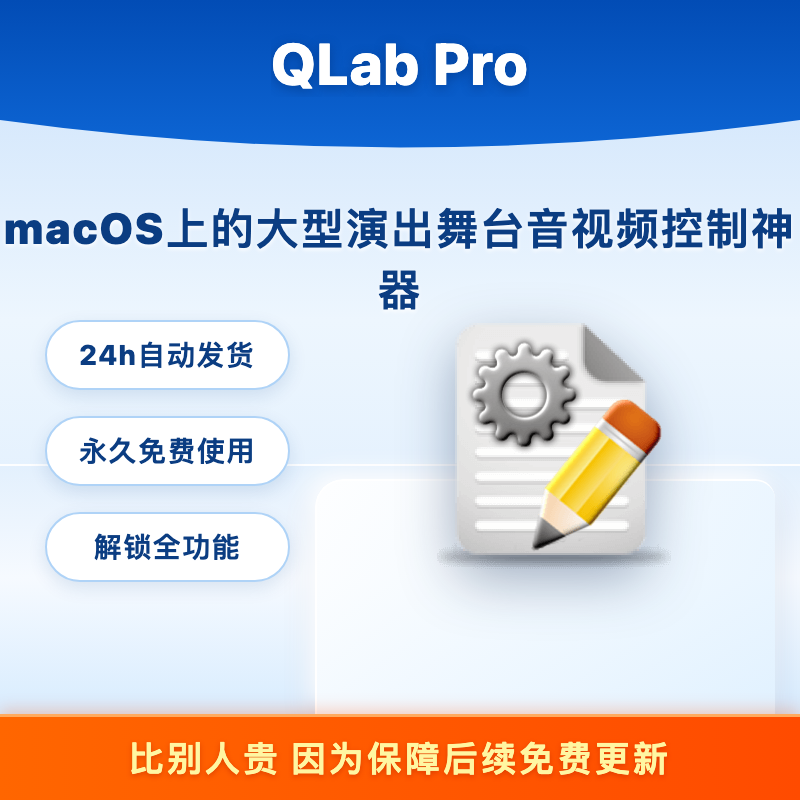 QLab Pro
macOS上的大型演出舞台音视频控制神
器
24h自动发货
永久免费使用
解锁全功能
比别人贵 因为保障后续免费更新